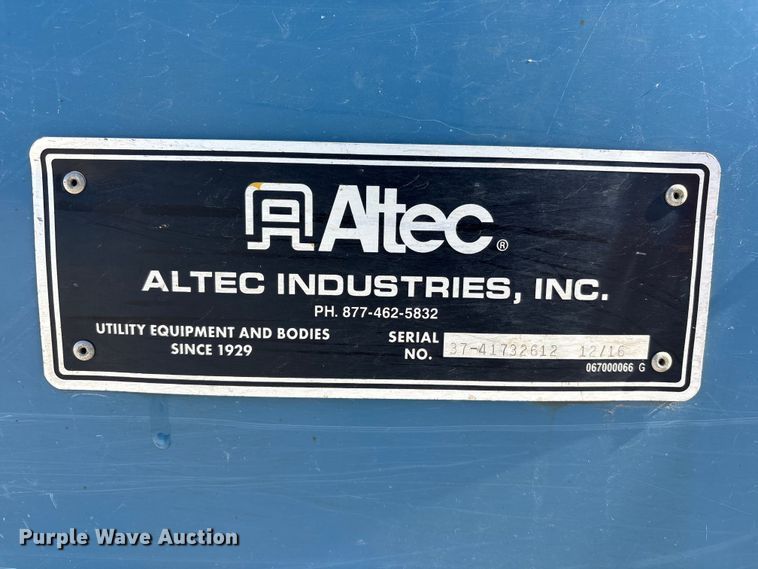 Altec®
ALTEC INDUSTRIES, INC.
PH. 877-462-5832
UTILITY EQUIPMENT AND BODIES
SINCE 1929
SERIAL
NO. 37-41732612 12/16
067000066 G
Purple Wave Auction